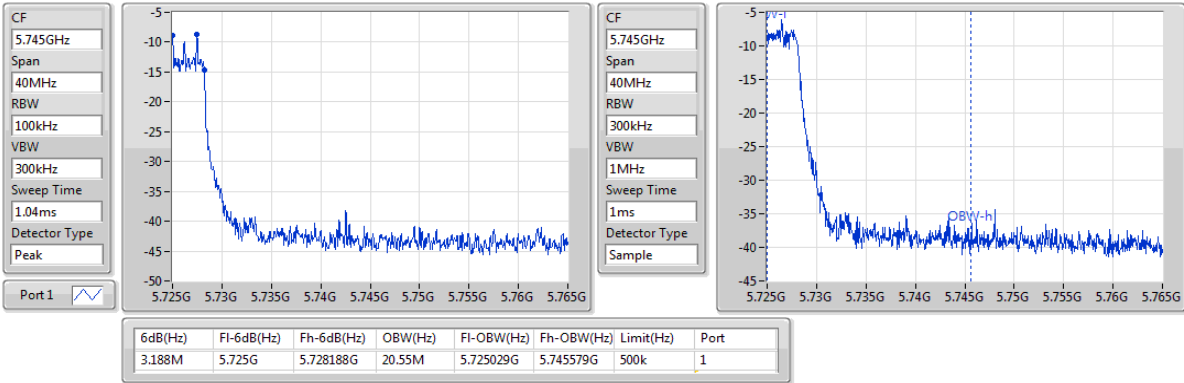 CF
5.745GHz
Span
40MHz
RBW
100kHz
VBW
300kHz
Sweep Time
1.04ms
Detector Type
Peak
Port 1
-5
-10
-15
-20
-25
-30
-35
-40
-45
-50
5.725G 5.73G 5.735G 5.74G 5.745G 5.75G 5.755G 5.76G 5.765G
CF
5.745GHz
Span
40MHz
RBW
300kHz
VBW
1MHz
Sweep Time
1ms
Detector Type
Sample
-5
-10
-15
-20
-25
-30
-35
-40
-45
OBW-h
5.725G 5.73G 5.735G 5.74G 5.745G 5.75G 5.755G 5.76G 5.765G
6dB(Hz) Fl-6dB(Hz) Fh-6dB(Hz) OBW(Hz) Fl-OBW(Hz) Fh-OBW(Hz) Limit(Hz) Port
3.188M 5.725G 5.728188G 20.55M 5.725029G 5.745579G 500k 1